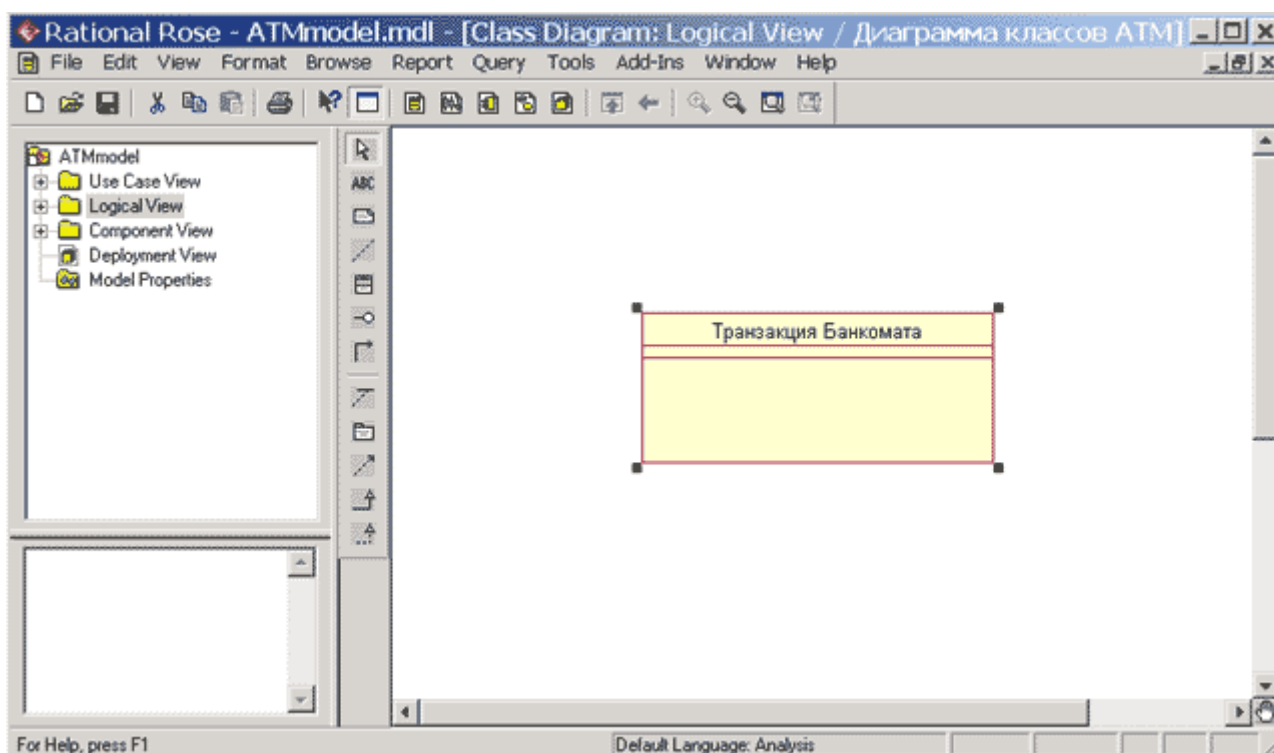 Rational Rose - ATMmodel.mdl - [Class Diagram: Logical View / Диаграмма классов ATM]
File Edit View Format Browse Report Query Tools Add-Ins Window Help
ATMmodel
Use Case View
Logical View
Component View
Deployment View
Model Properties
ABC
Транзакция Банкомата
For Help, press F1
Default Language: Analysis